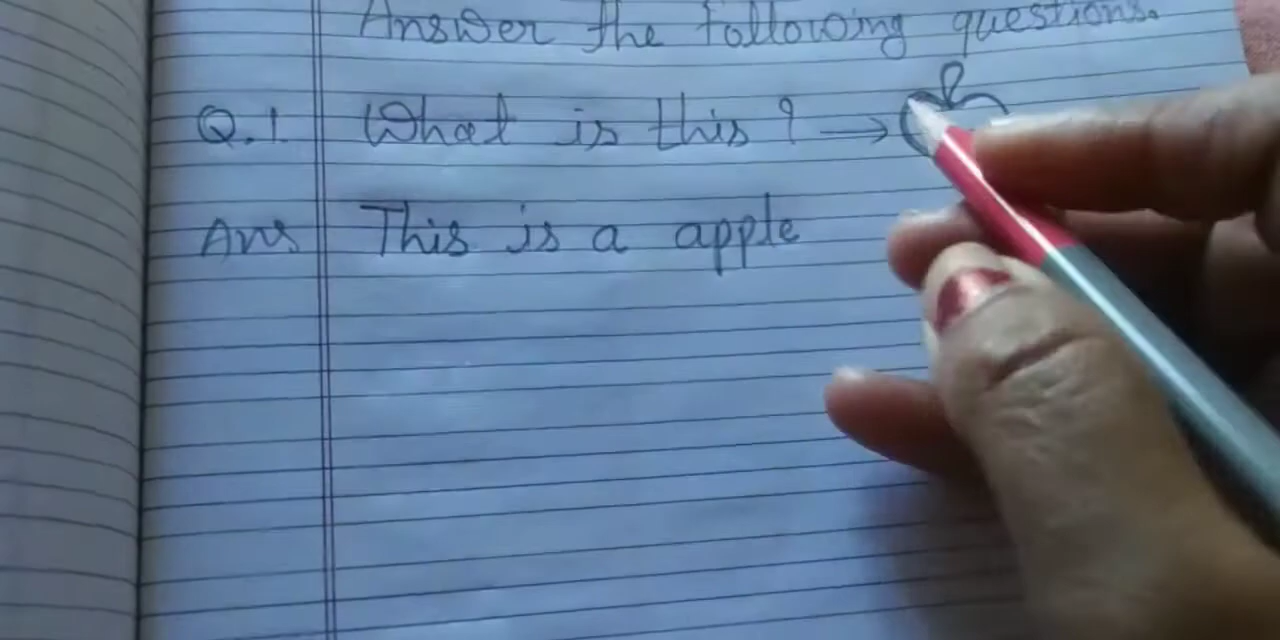 Answer the following questions.
Q.1 What is this ? →
Ans This is a apple